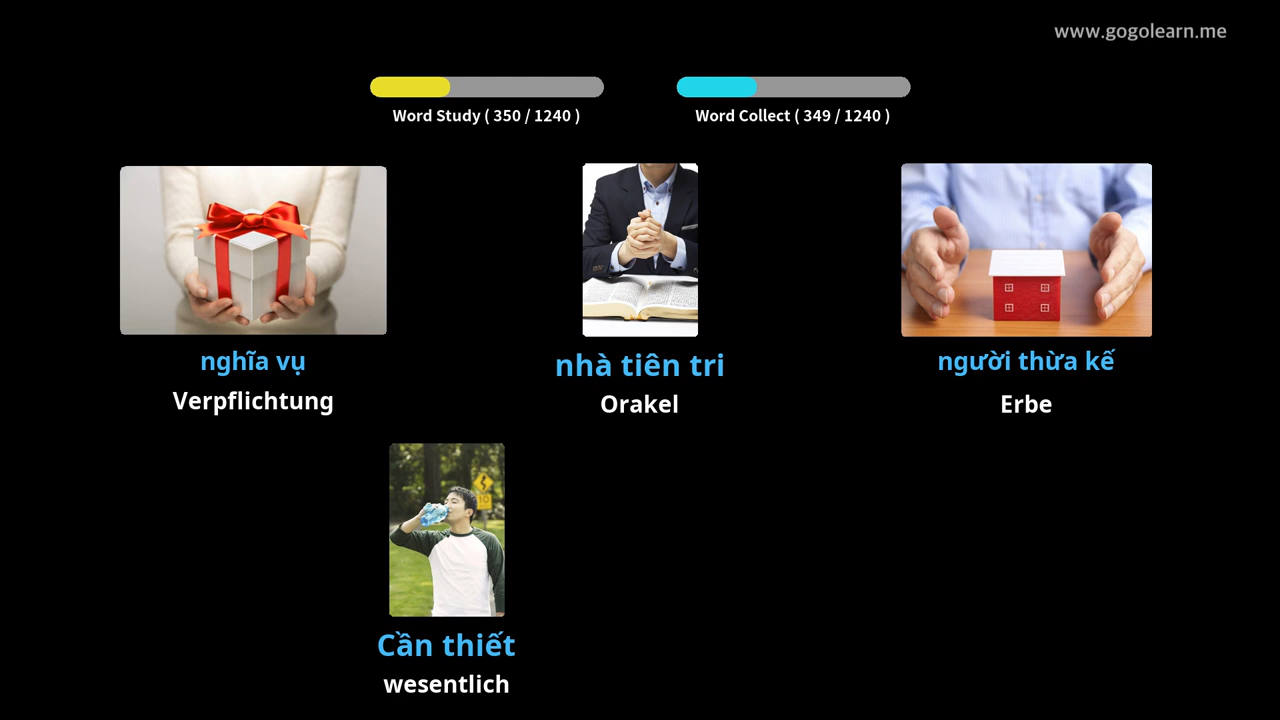 www.gogolearn.me
Word Study ( 350 / 1240 )
Word Collect ( 349 / 1240 )
nghĩa vụ
Verpflichtung
nhà tiên tri
Orakel
người thừa kế
Erbe
Cần thiết
wesentlich